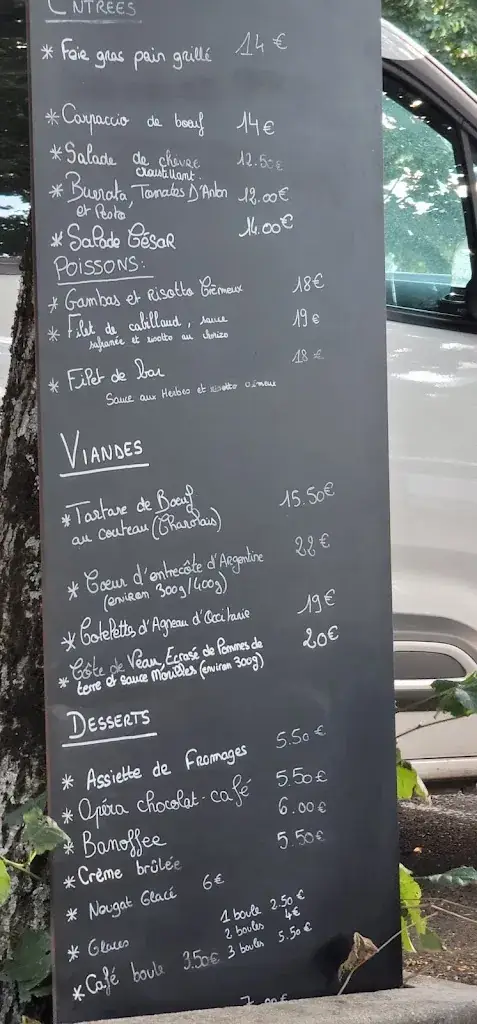 ENTREES
* Foie gras pain grillé 14 €
* Carpaccio de bœuf 14€
* Salade de chèvre 12.50€
croustillant.
* Burrata, Tomates D'Antan 12.00€
et Pesto
* Salade César 14.00€
POISSONS:
* Gambas et Risotto Crémeux 18€
* Filet de cabillaud, sauce 19€
safranée et risotto au chorizo
* Filet de bar 18 €
Sauce aux Herbes et risotto crémeux
VIANDES
* Tartare de Bœuf 15.50€
au couteau (Charolais)
* Coeur d'entrecôte d'Argentine 22€
(environ 300g/400g)
* Cotelettes d'Agneau d'Occitanie 19€
* Côte de Veau, Ecrasé de Pommes de 20€
terre et sauce Morilles (environ 300g)
DESSERTS
* Assiette de Fromages 5.50€
* Opéra chocolat-café 5.50€
* Banoffee 6.00€
* Crème brûlée 5.50€
* Nougat Glacé 6€
* Glaces 1 boule 2.50€
2 boules 4€
3 boules 5.50€
* Café boule 3.50€